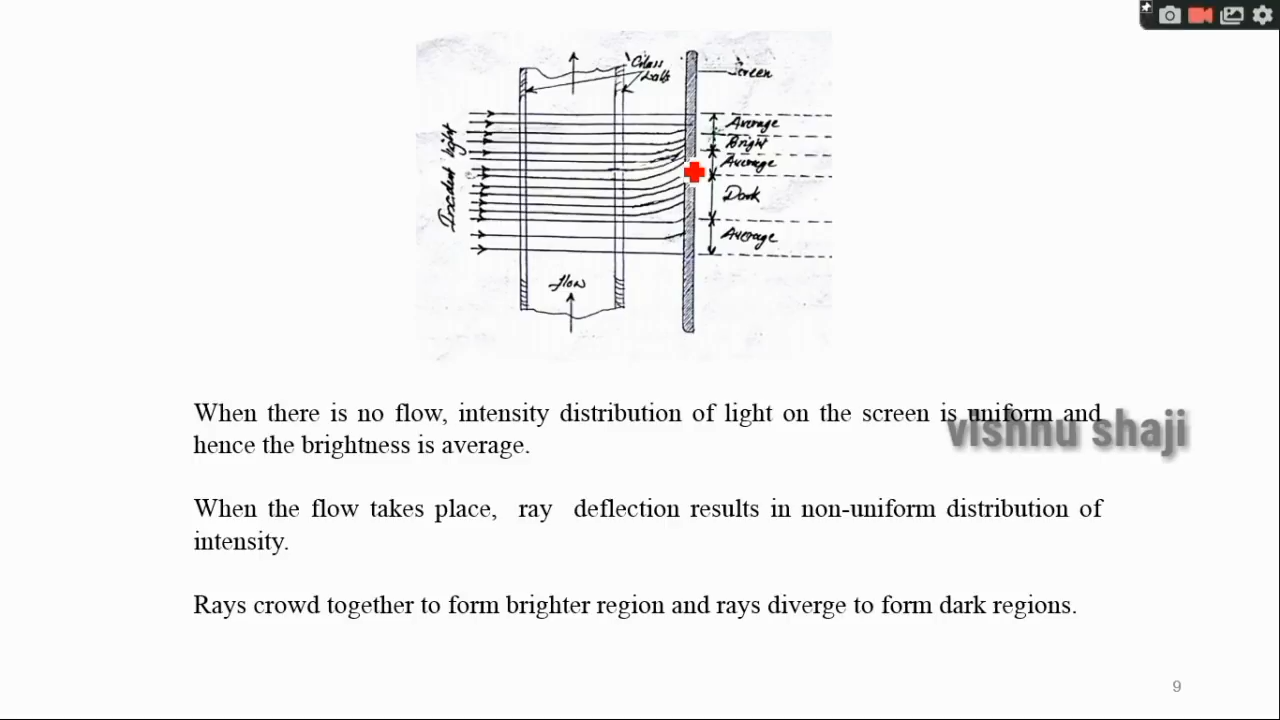 Glass
walls
Screen
Average
Bright
Average
Incident light
Dark
Average
flow
When there is no flow, intensity distribution of light on the screen is uniform and
hence the brightness is average.
vishnu shaji
When the flow takes place, ray deflection results in non-uniform distribution of
intensity.
Rays crowd together to form brighter region and rays diverge to form dark regions.
9